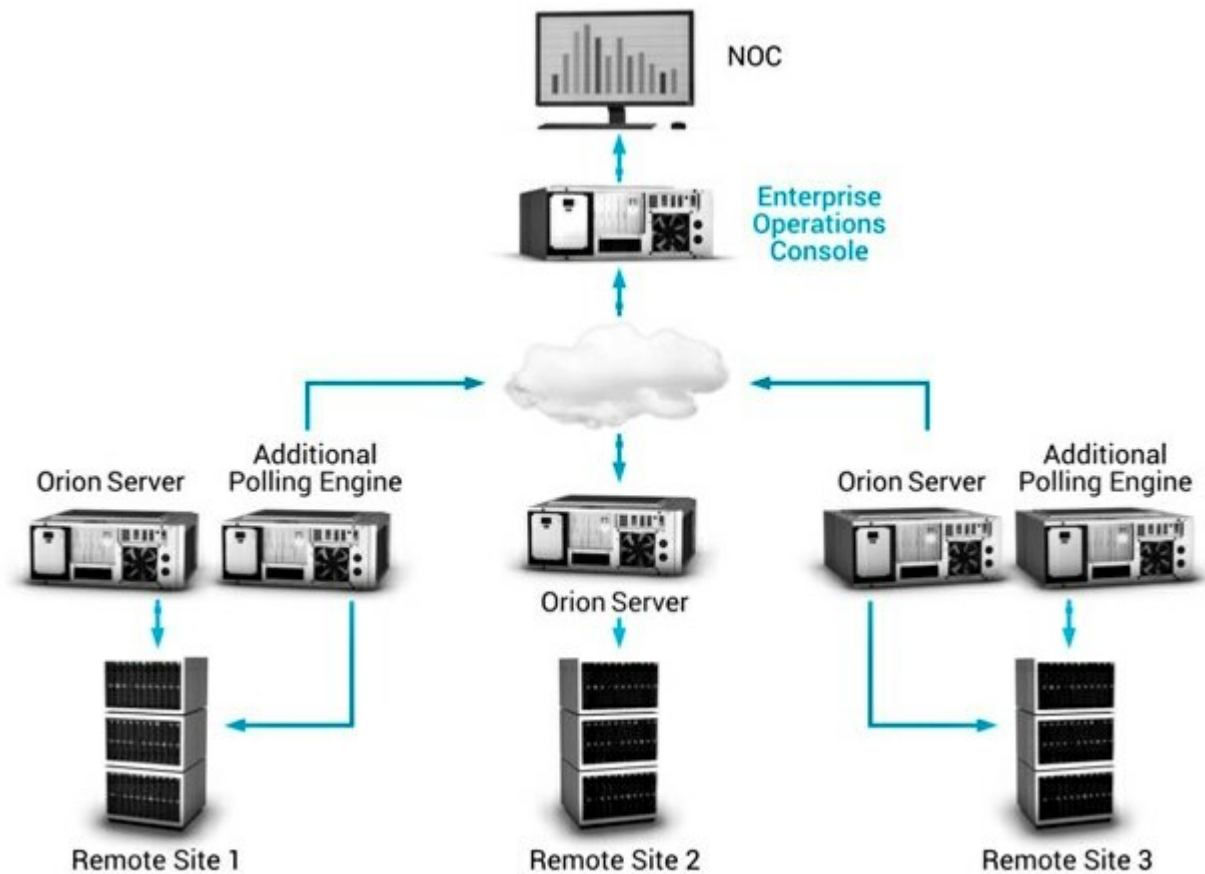 NOC
Enterprise
Operations
Console
Orion Server
Additional
Polling Engine
Orion Server
Orion Server
Additional
Polling Engine
Remote Site 1
Remote Site 2
Remote Site 3